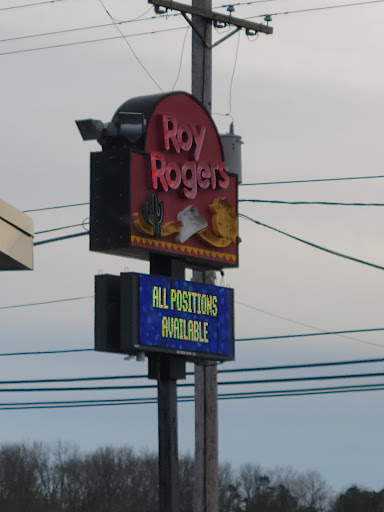 Roy
Rogers
ALL POSITIONS
AVAILABLE